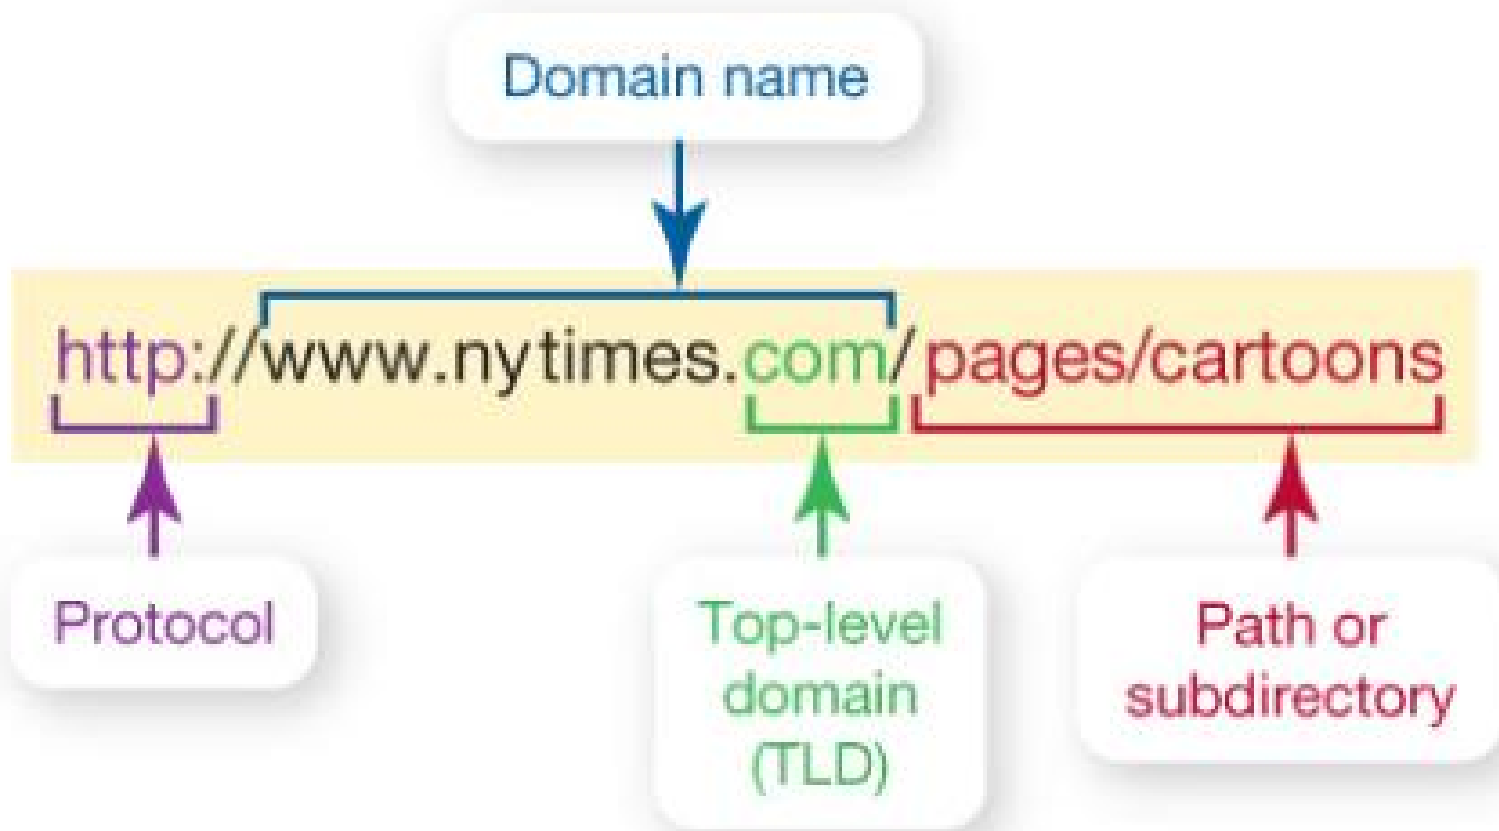 Domain name
http://www.nytimes.com/pages/cartoons
Protocol
Top-level
domain
(TLD)
Path or
subdirectory